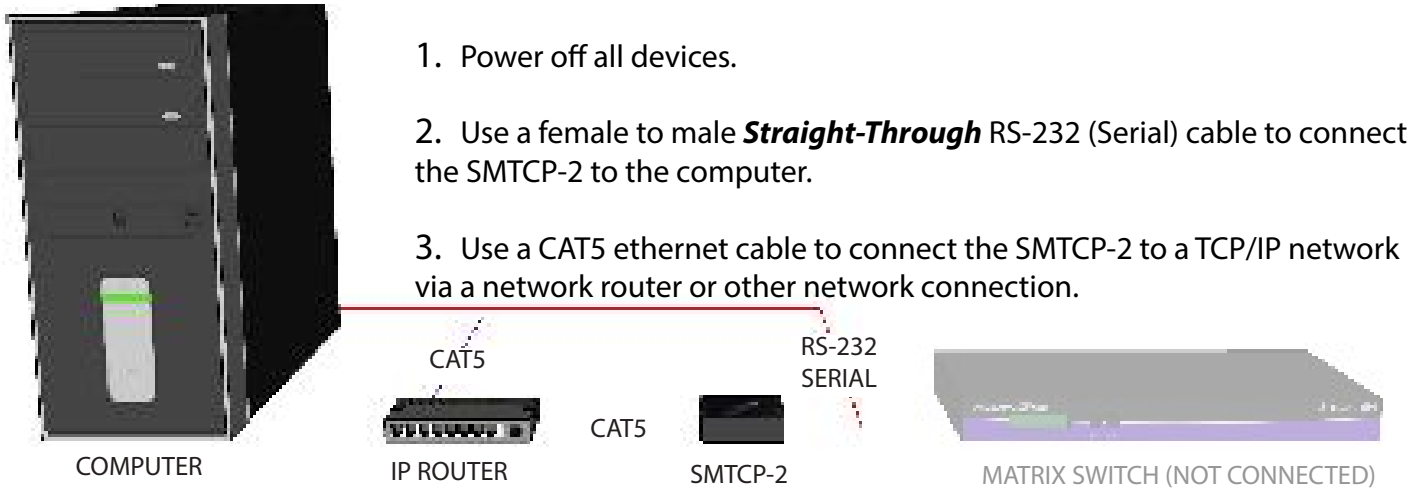 1. Power off all devices.
2. Use a female to male Straight-Through RS-232 (Serial) cable to connect
the SMTCP-2 to the computer.
3. Use a CAT5 ethernet cable to connect the SMTCP-2 to a TCP/IP network
via a network router or other network connection.
CAT5
RS-232
SERIAL
CAT5
COMPUTER
IP ROUTER
SMTCP-2
MATRIX SWITCH (NOT CONNECTED)